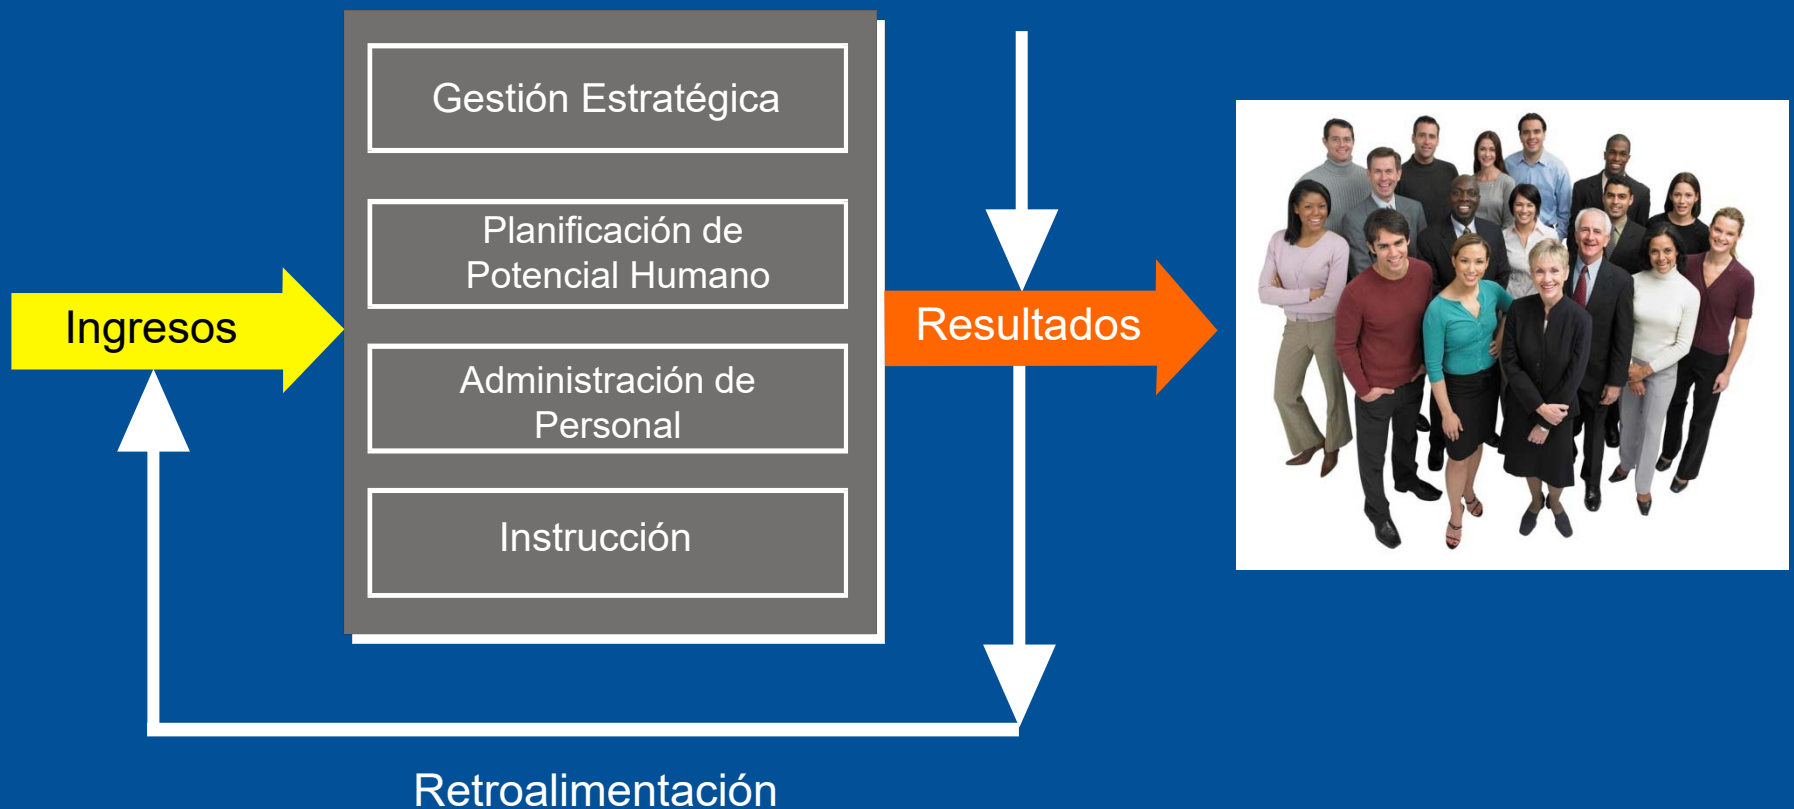 Gestión Estratégica
Planificación de
Potencial Humano
Ingresos
Resultados
Administración de
Personal
Instrucción
Retroalimentación